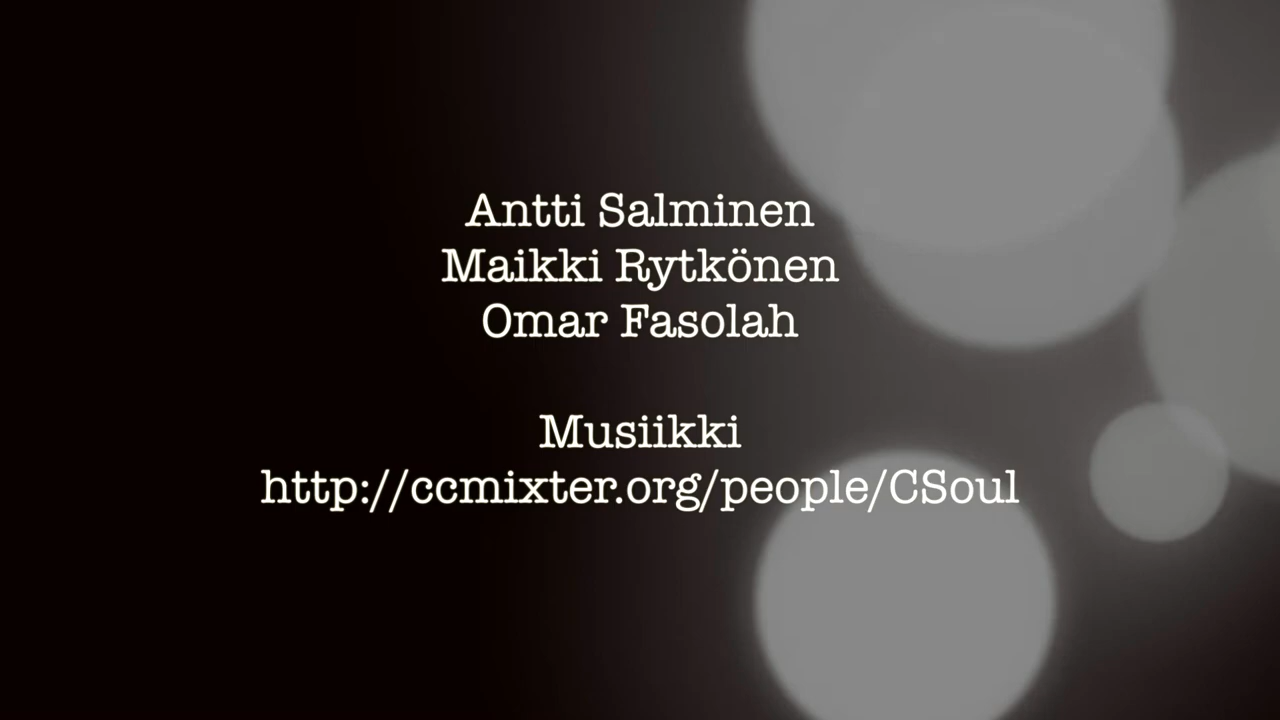 Antti Salminen
Maikki Rytkönen
Omar Fasolah
Musiikki
http://ccmixter.org/people/CSoul